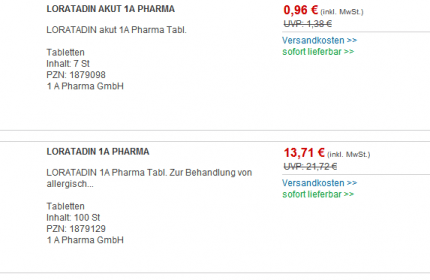 LORATADIN AKUT 1A PHARMA
LORATADIN akut 1A Pharma Tabl.
Tabletten
Inhalt: 7 St
PZN: 1879098
1 A Pharma GmbH
0,96 € (inkl. MwSt.)
UVP: 1,38 €
Versandkosten >>
sofort lieferbar >>
LORATADIN 1A PHARMA
LORATADIN 1A Pharma Tabl. Zur Behandlung von
allergisch...
Tabletten
Inhalt: 100 St
PZN: 1879129
1 A Pharma GmbH
13,71 € (inkl. MwSt.)
UVP: 21,72 €
Versandkosten >>
sofort lieferbar >>